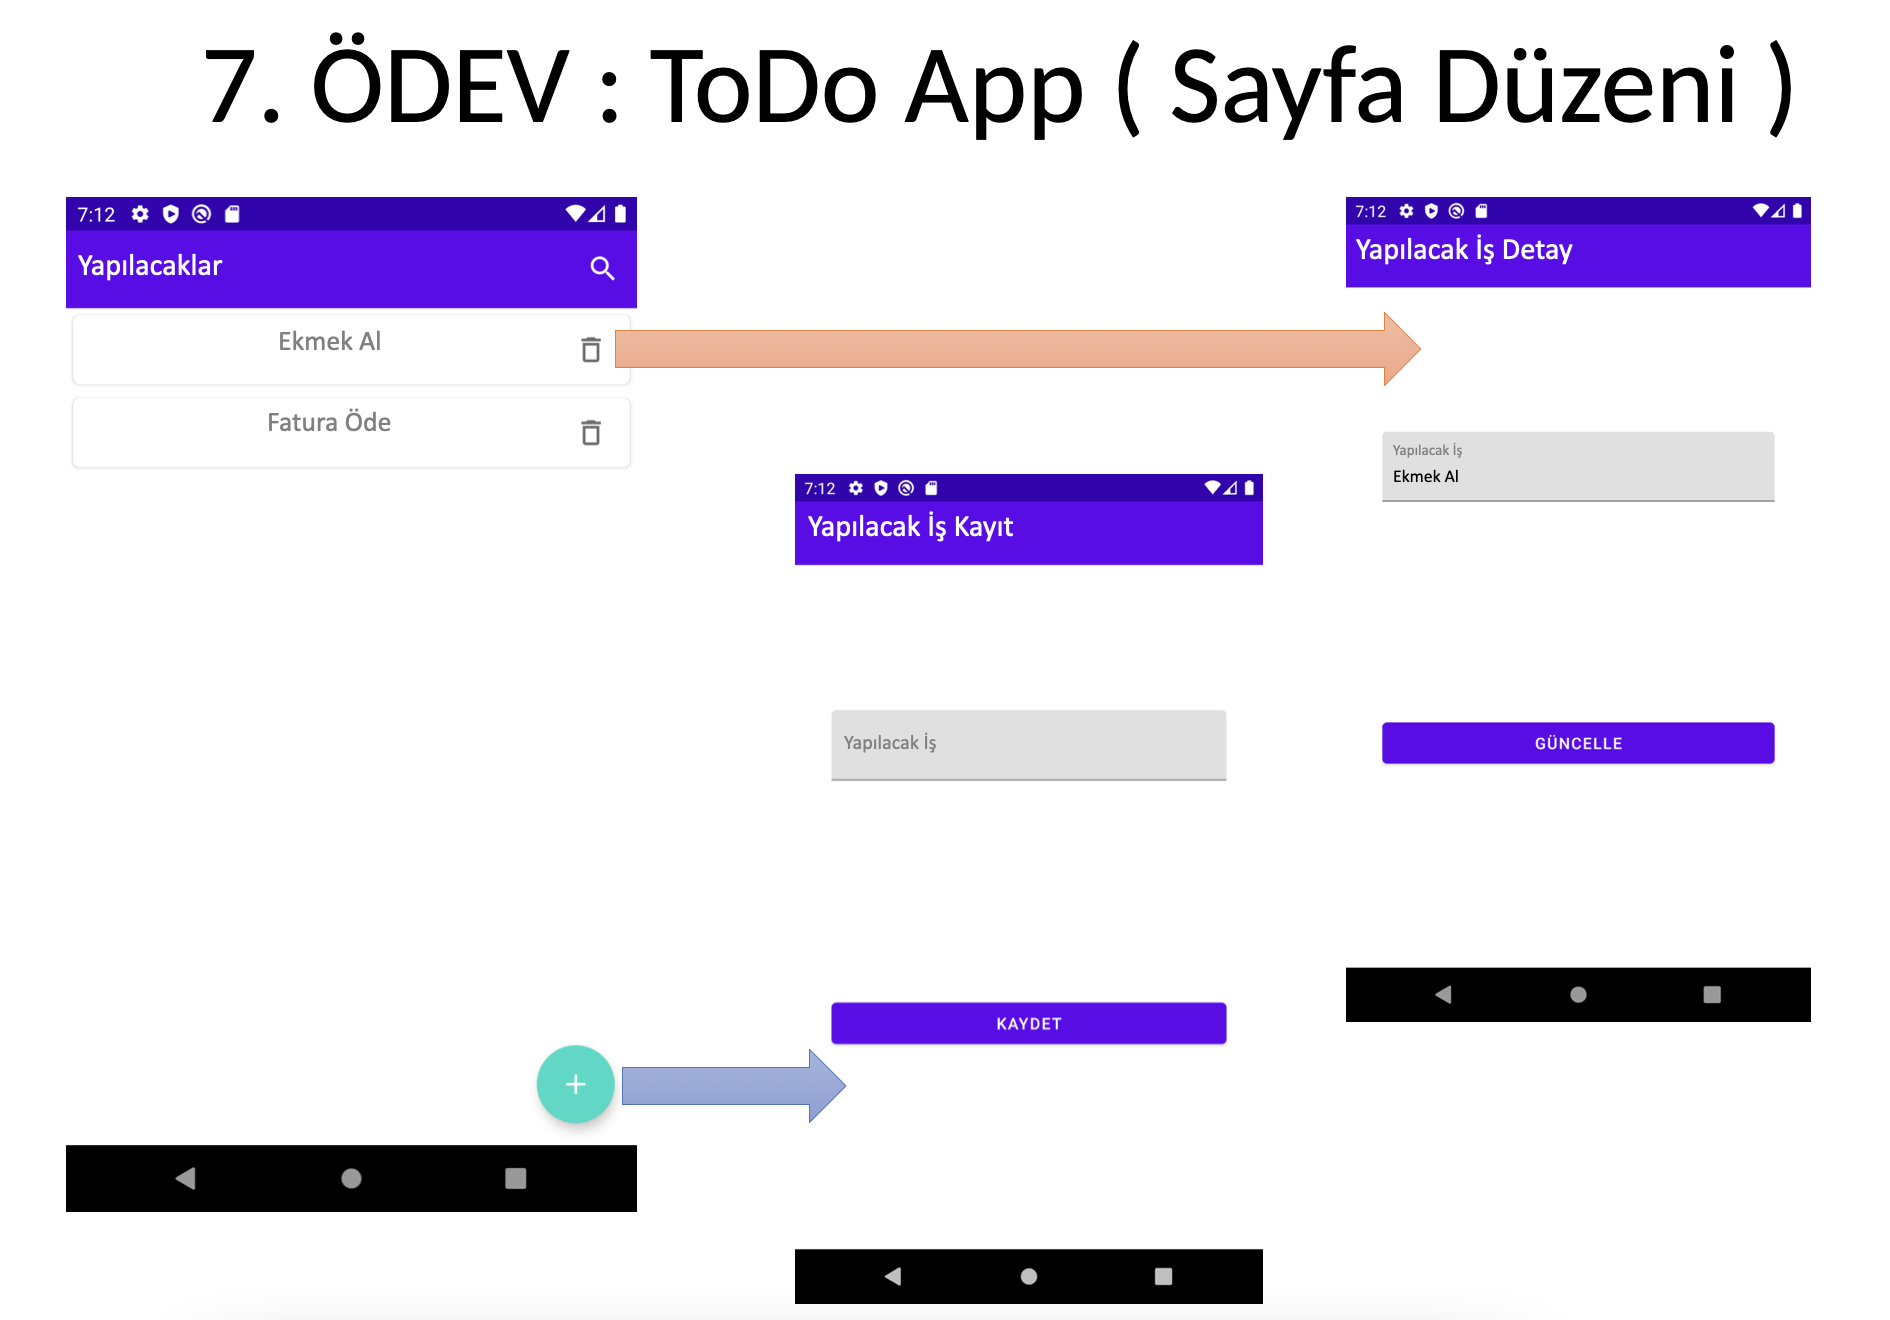 7. ÖDEV : ToDo App ( Sayfa Düzeni )
7:12
Yapılacaklar
Ekmek Al
Fatura Öde
7:12
Yapılacak İş Kayıt
Yapılacak İş
KAYDET
7:12
Yapılacak İş Detay
Yapılacak İş
Ekmek Al
GÜNCELLE